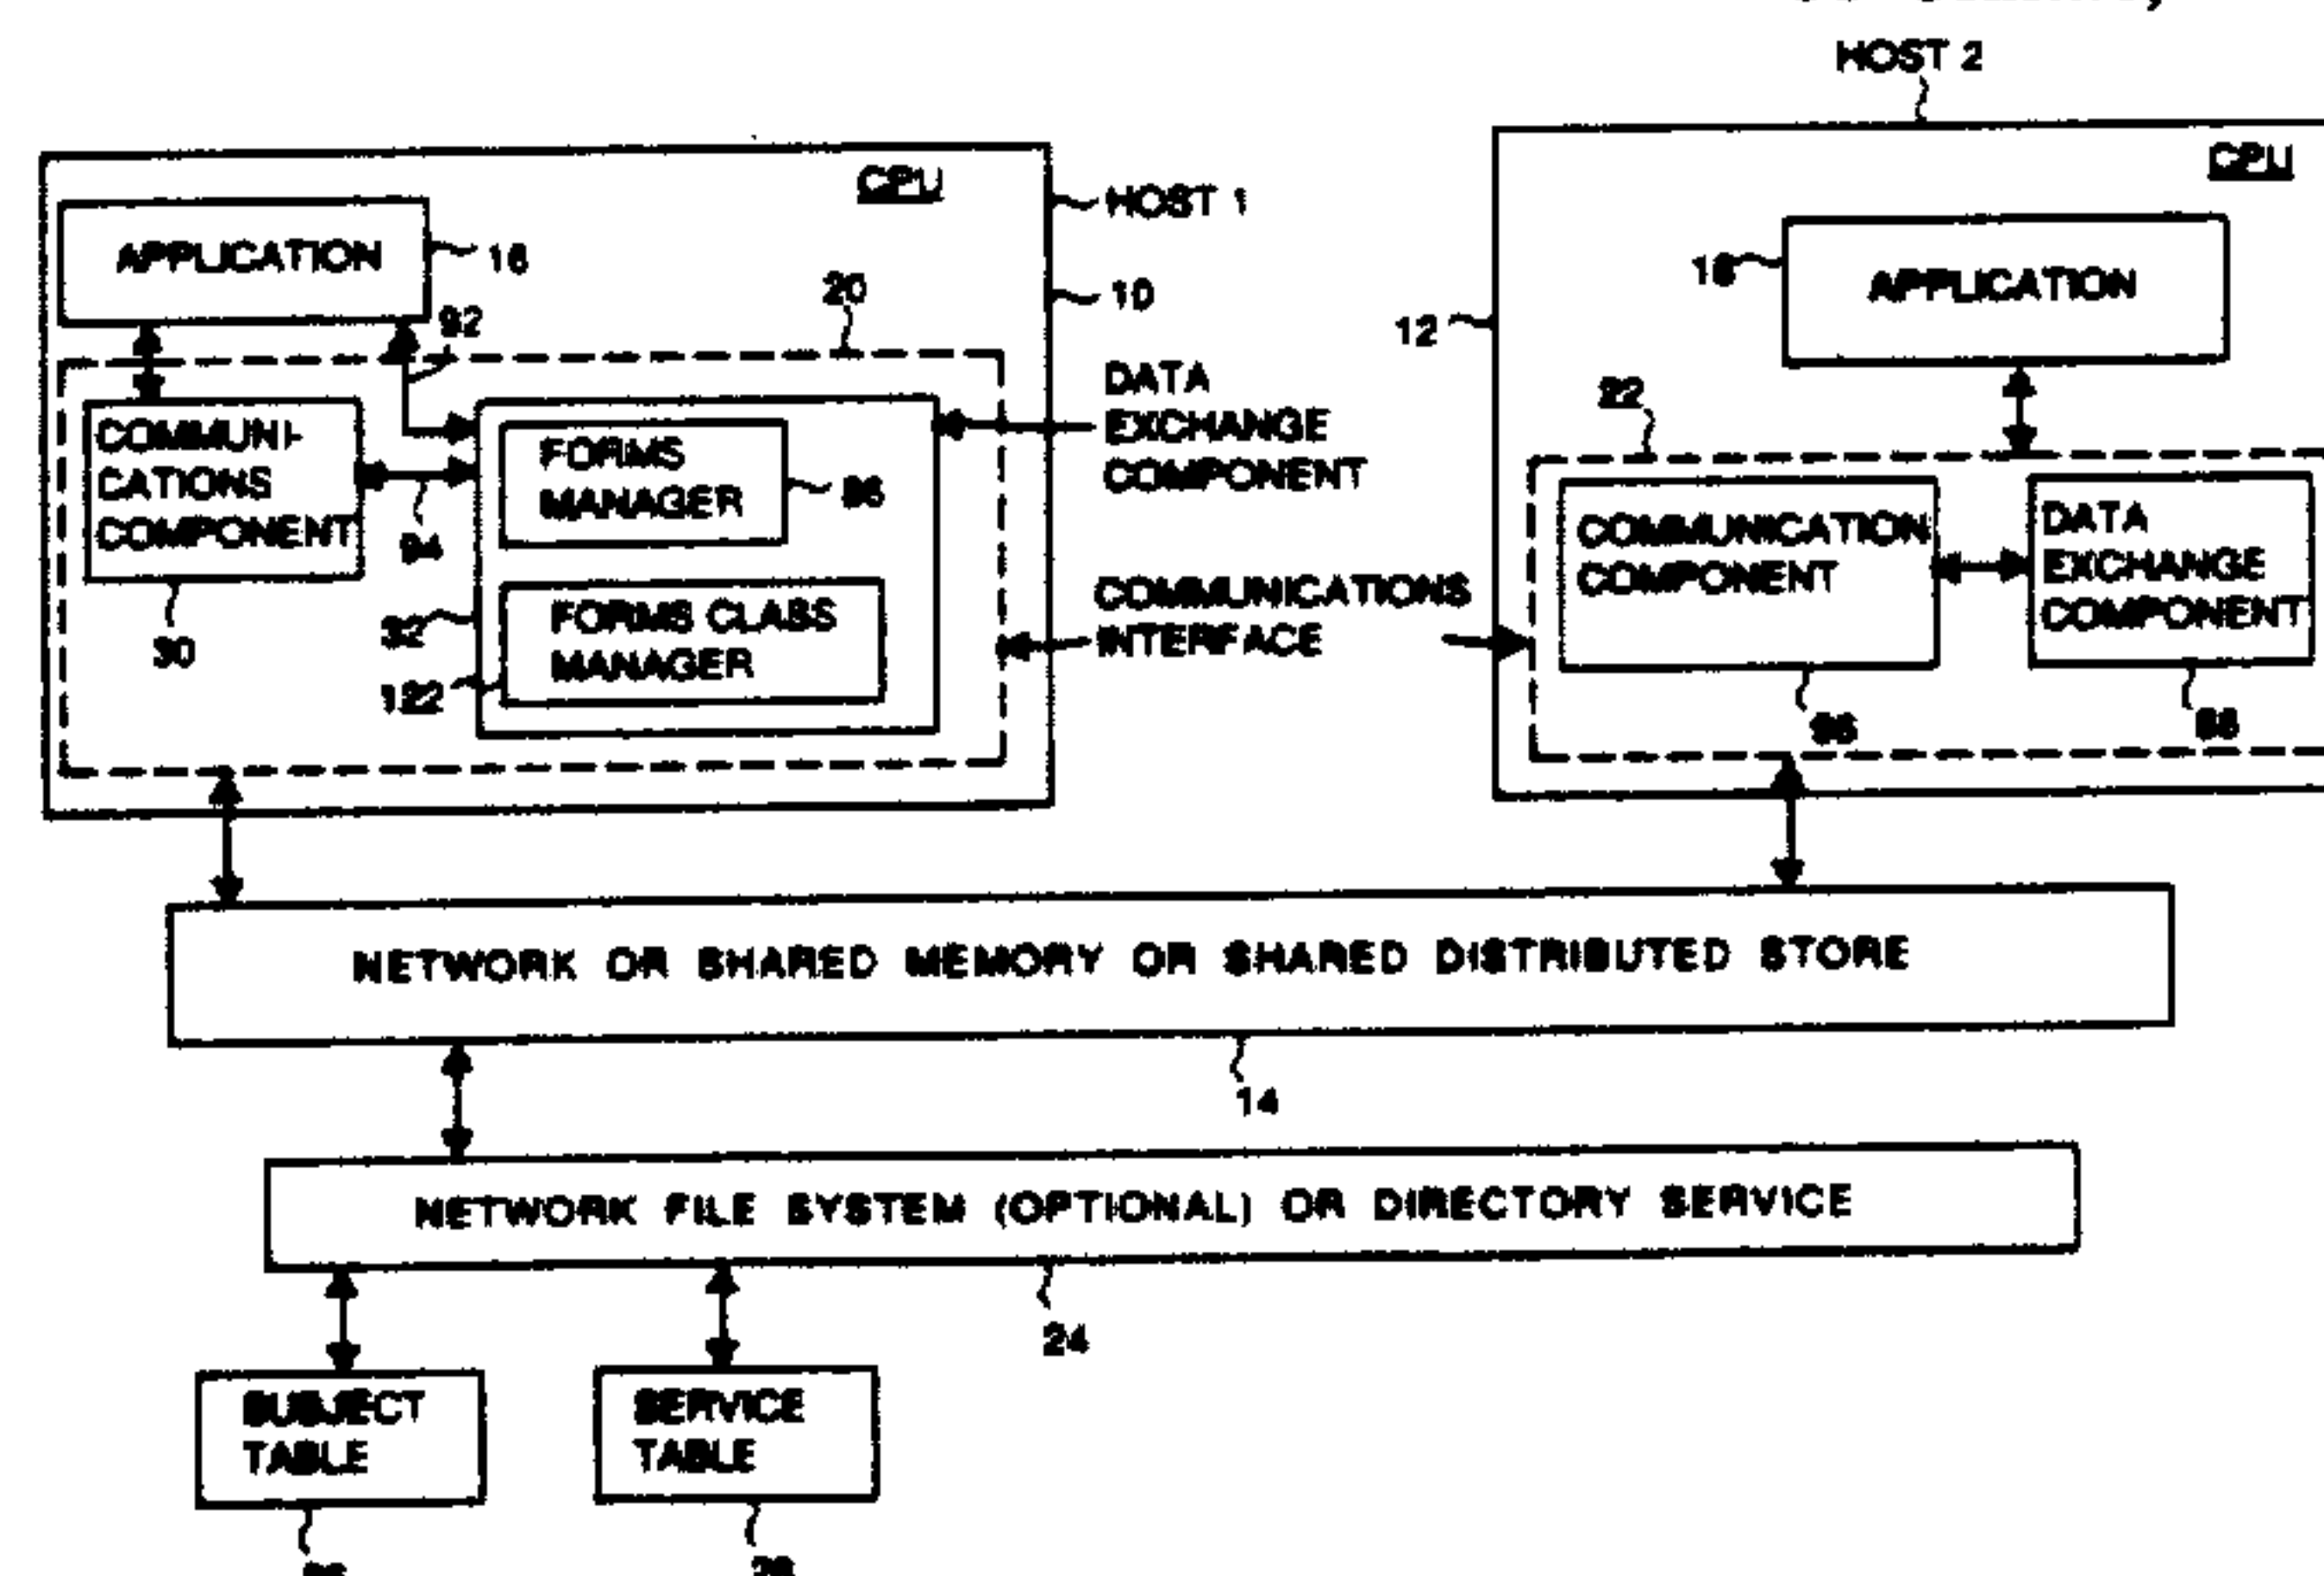 HOST 2
CPU
CPU
HOST 1
APPLICATION
16
20
10
APPLICATION
92
12
22
DATA
EXCHANGE
COMPONENT
COMMUNI-
CATIONS
COMPONENT
FORMS
MANAGER
COMMUNICATION
COMPONENT
DATA
EXCHANGE
COMPONENT
COMMUNICATIONS
INTERFACE
FORMS CLASS
MANAGER
30
32
122
NETWORK OR SHARED MEMORY OR SHARED DISTRIBUTED STORE
14
NETWORK FILE SYSTEM (OPTIONAL) OR DIRECTORY SERVICE
24
SUBJECT
TABLE
SERVICE
TABLE